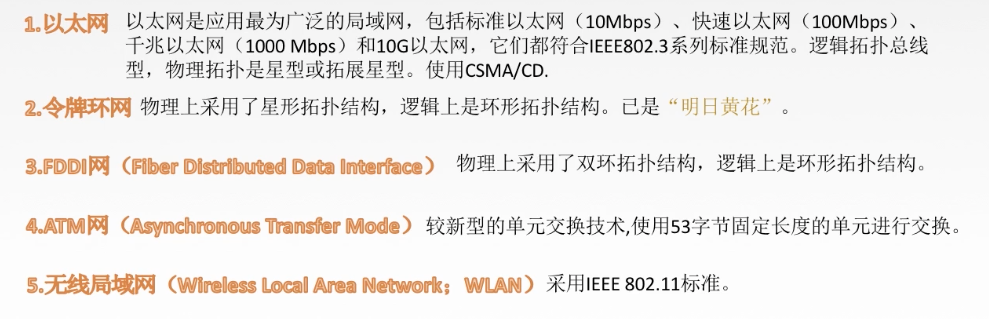 1.以太网 以太网是应用最为广泛的局域网，包括标准以太网（10Mbps）、快速以太网（100Mbps）、
千兆以太网（1000 Mbps）和10G以太网，它们都符合IEEE802.3系列标准规范。逻辑拓扑总线
型，物理拓扑是星型或拓展星型。使用CSMA/CD.
2.令牌环网 物理上采用了星形拓扑结构，逻辑上是环形拓扑结构。已是“明日黄花”。
3.FDDI网（Fiber Distributed Data Interface） 物理上采用了双环拓扑结构，逻辑上是环形拓扑结构。
4.ATM网（Asynchronous Transfer Mode） 较新型的单元交换技术,使用53字节固定长度的单元进行交换。
5.无线局域网（Wireless Local Area Network；WLAN） 采用IEEE 802.11标准。